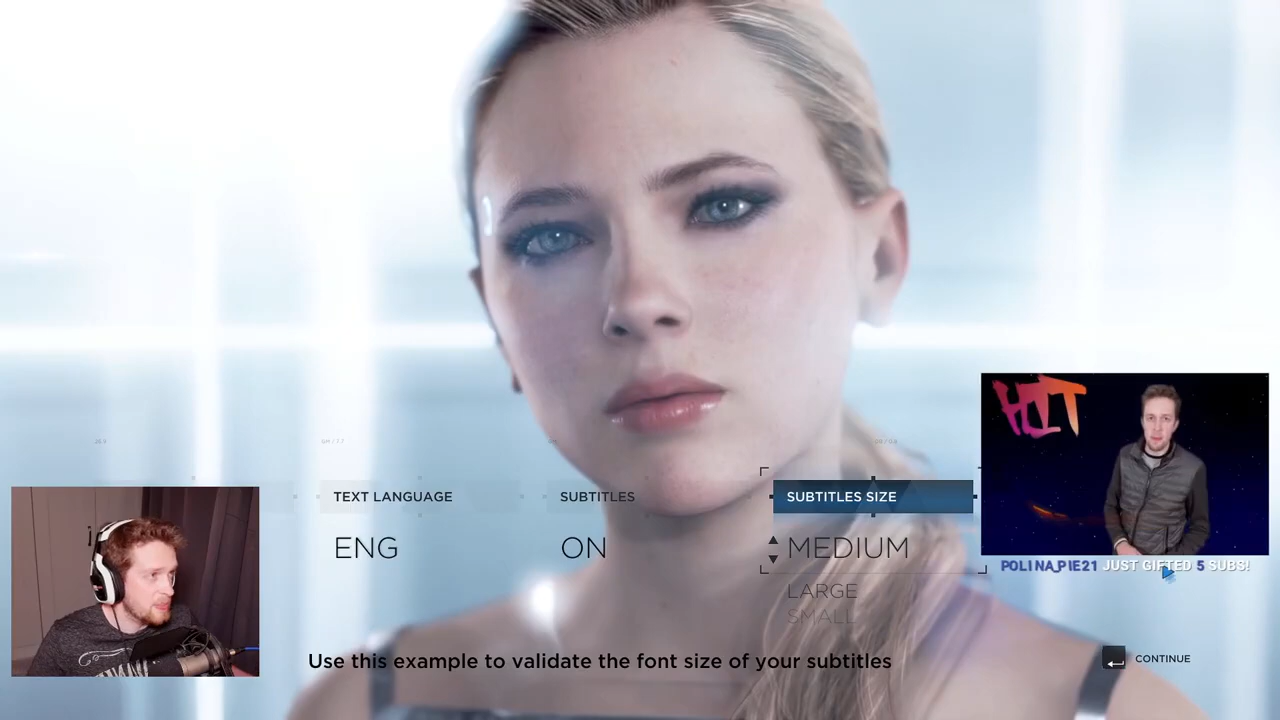 HIT
TEXT LANGUAGE
SUBTITLES
SUBTITLES SIZE
ENG
ON
MEDIUM
POLINA_PIE21 JUST GIFTED 5 SUBS!
LARGE
SMALL
Use this example to validate the font size of your subtitles
CONTINUE